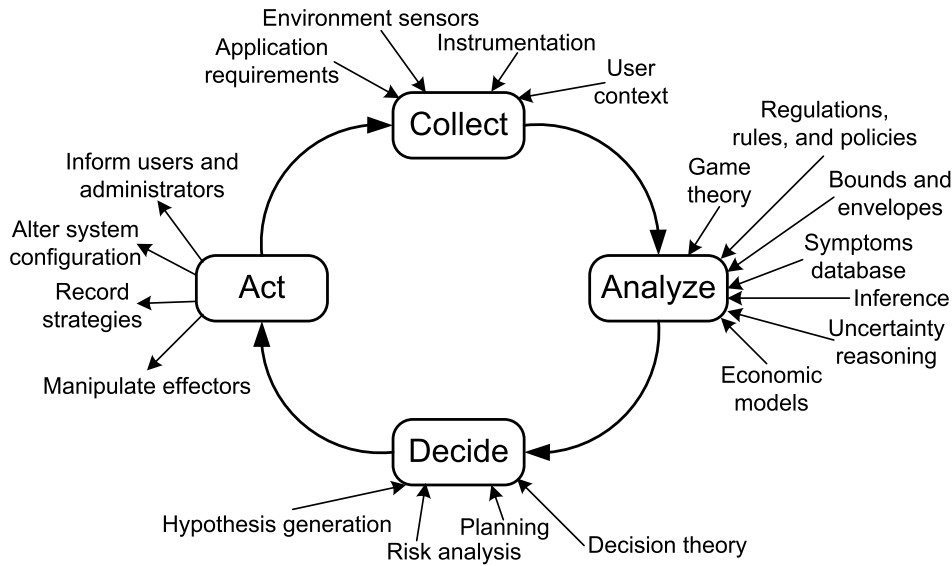 Environment sensors
Application
requirements
Instrumentation
User
context
Collect
Regulations,
rules, and policies
Game
theory
Bounds and
envelopes
Symptoms
database
Inference
Uncertainty
reasoning
Economic
models
Analyze
Inform users and
administrators
Alter system
configuration
Record
strategies
Manipulate effectors
Act
Decide
Hypothesis generation
Risk analysis
Planning
Decision theory